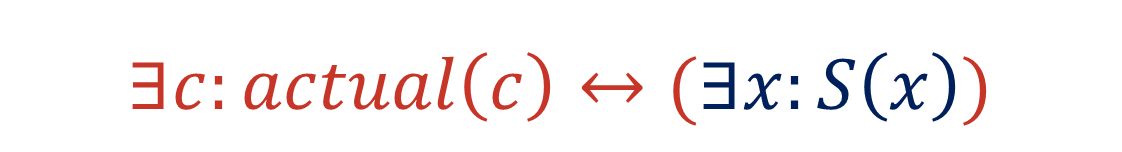 ∃c: actual(c) ↔ (∃x: S(x))